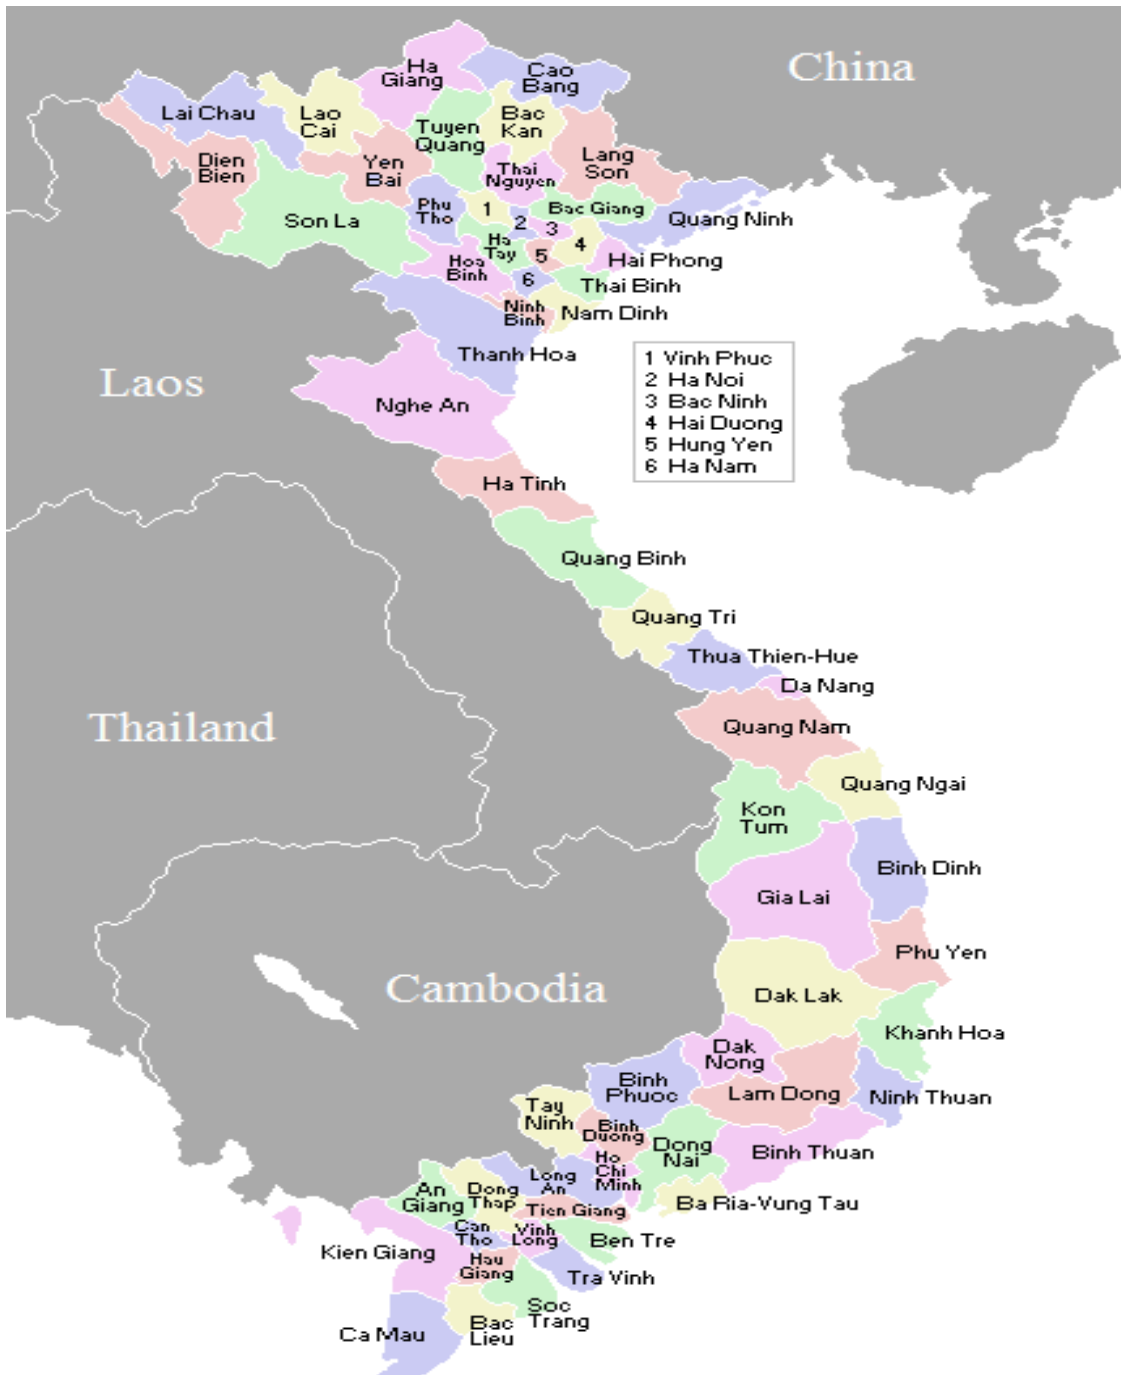 China
Ha
Giang
Cao
Bang
Lai Chau
Lao
Cai
Tuyen
Quang
Bac
Kan
Dien
Bien
Yen
Bai
Thai
Nguyen
Lang
Son
Son La
Phu
Tho
1
2
3
4
5
6
Bac Giang
Quang Ninh
Ha
Tay
Hoa
Binh
Hai Phong
Thai Binh
Ninh
Binh
Nam Dinh
Thanh Hoa
1 Vinh Phuc
2 Ha Noi
3 Bac Ninh
4 Hai Duong
5 Hung Yen
6 Ha Nam
Laos
Nghe An
Ha Tinh
Quang Binh
Quang Tri
Thua Thien-Hue
Da Nang
Thailand
Quang Nam
Quang Ngai
Kon
Tum
Binh Dinh
Gia Lai
Phu Yen
Cambodia
Dak Lak
Khanh Hoa
Dak
Nong
Binh
Phuoc
Lam Dong
Ninh Thuan
Tay
Ninh
Binh
Duong
Dong
Nai
Binh Thuan
Ho
Chi
Minh
Long
An
An
Giang
Dong
Thap
Tien Giang
Ba Ria-Vung Tau
Can
Tho
Vinh
Long
Ben Tre
Kien Giang
Hau
Giang
Tra Vinh
Soc
Trang
Bac
Lieu
Ca Mau